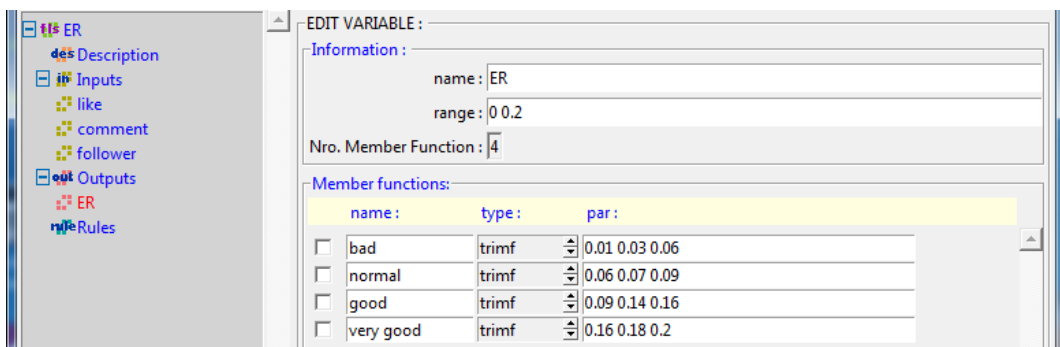 fls ER
des Description
in Inputs
like
comment
follower
out Outputs
ER
rule Rules
EDIT VARIABLE :
Information :
name : ER
range : 0 0.2
Nro. Member Function : 4
Member functions:
name : type : par :
bad trimf 0.01 0.03 0.06
normal trimf 0.06 0.07 0.09
good trimf 0.09 0.14 0.16
very good trimf 0.16 0.18 0.2